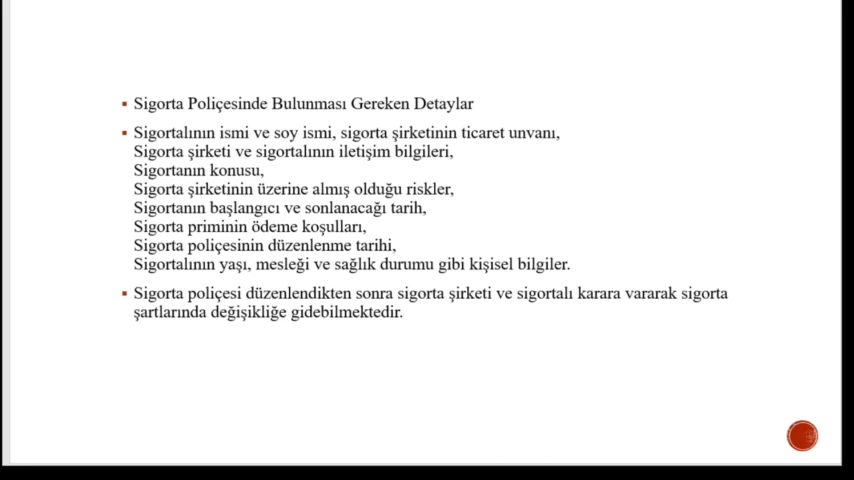 Sigorta Poliçesinde Bulunması Gereken Detaylar
Sigortalının ismi ve soy ismi, sigorta şirketinin ticaret unvanı,
Sigorta şirketi ve sigortalının iletişim bilgileri,
Sigortanın konusu,
Sigorta şirketinin üzerine almış olduğu riskler,
Sigortanın başlangıcı ve sonlanacağı tarih,
Sigorta priminin ödeme koşulları,
Sigorta poliçesinin düzenlenme tarihi,
Sigortalının yaşı, mesleği ve sağlık durumu gibi kişisel bilgiler.
Sigorta poliçesi düzenlendikten sonra sigorta şirketi ve sigortalı karara vararak sigorta
şartlarında değişikliğe gidebilmektedir.